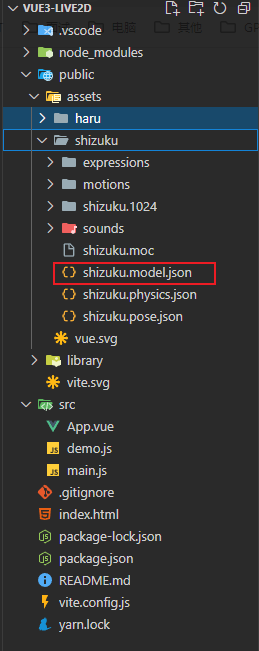 VUE3-LIVE2D
.vscode
node_modules
public
assets
haru
shizuku
expressions
motions
shizuku.1024
sounds
shizuku.moc
{} shizuku.model.json
{} shizuku.physics.json
{} shizuku.pose.json
vue.svg
library
vite.svg
src
App.vue
JS demo.js
JS main.js
.gitignore
index.html
package-lock.json
package.json
README.md
vite.config.js
yarn.lock